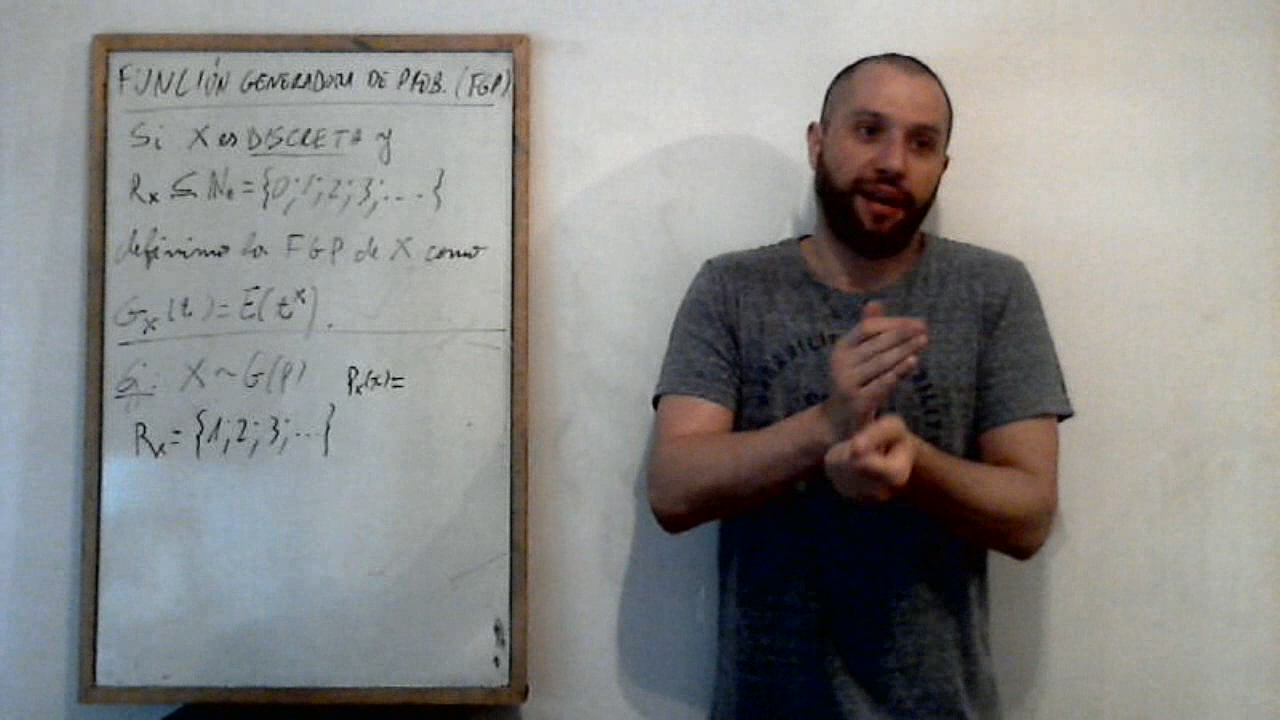 FUNCIÓN GENERADORA DE PROB. (FGP)
Si X es DISCRETA y
Rx ⊆ N₀ = {0;1;2;3;....}
definimos la FGP de X como
Gx(t) = E(t^X).
Ej: X ~ G(p) Px(x)=
Rx = {1;2;3;...}